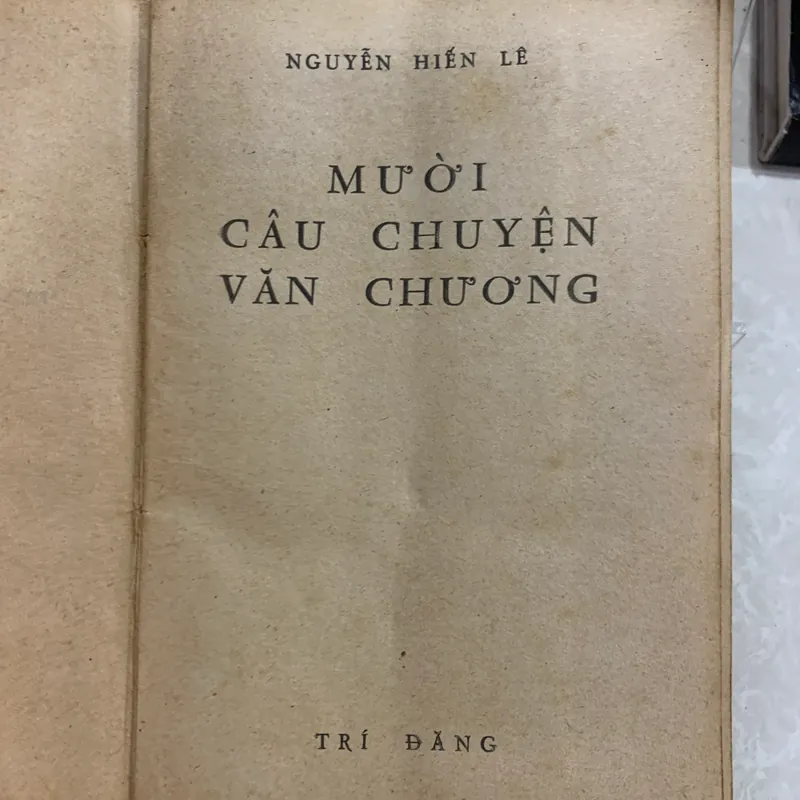 NGUYỄN HIẾN LÊ
MƯỜI
CÂU CHUYỆN
VĂN CHƯƠNG
TRÍ ĐĂNG